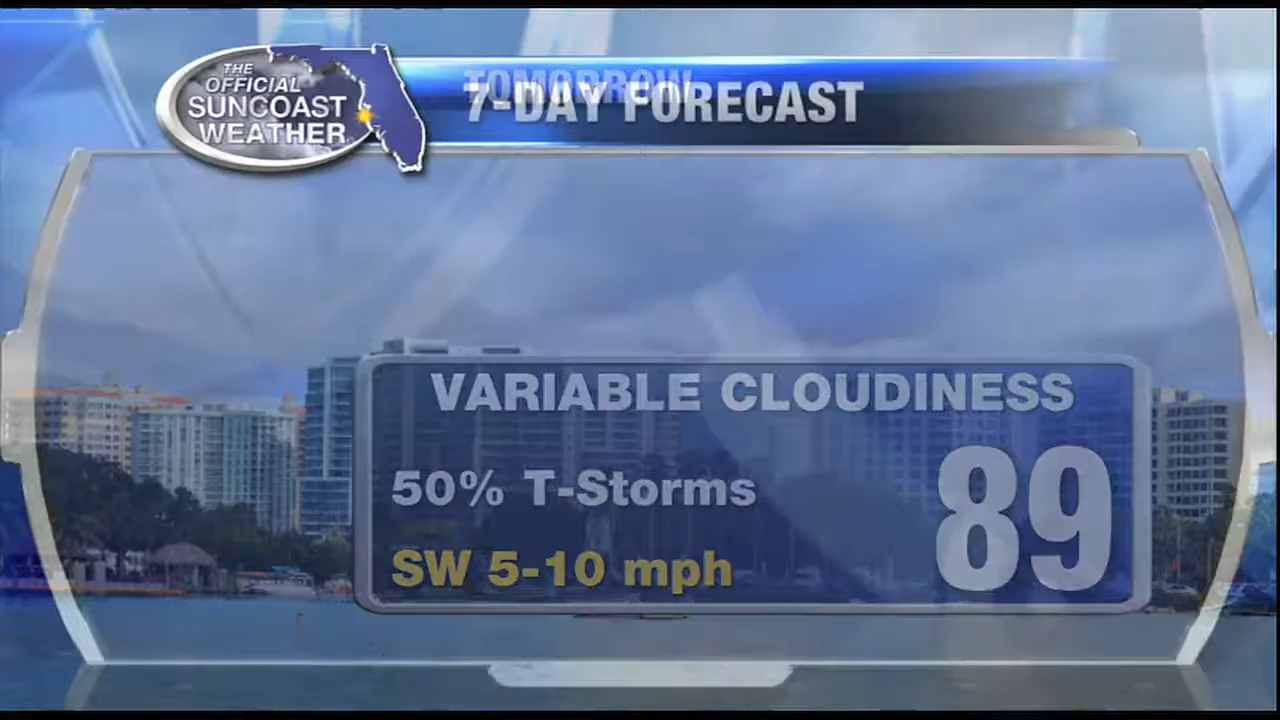 THE
OFFICIAL
SUNCOAST
WEATHER
TOMORROW
7-DAY FORECAST
VARIABLE CLOUDINESS
50% T-Storms
89
SW 5-10 mph